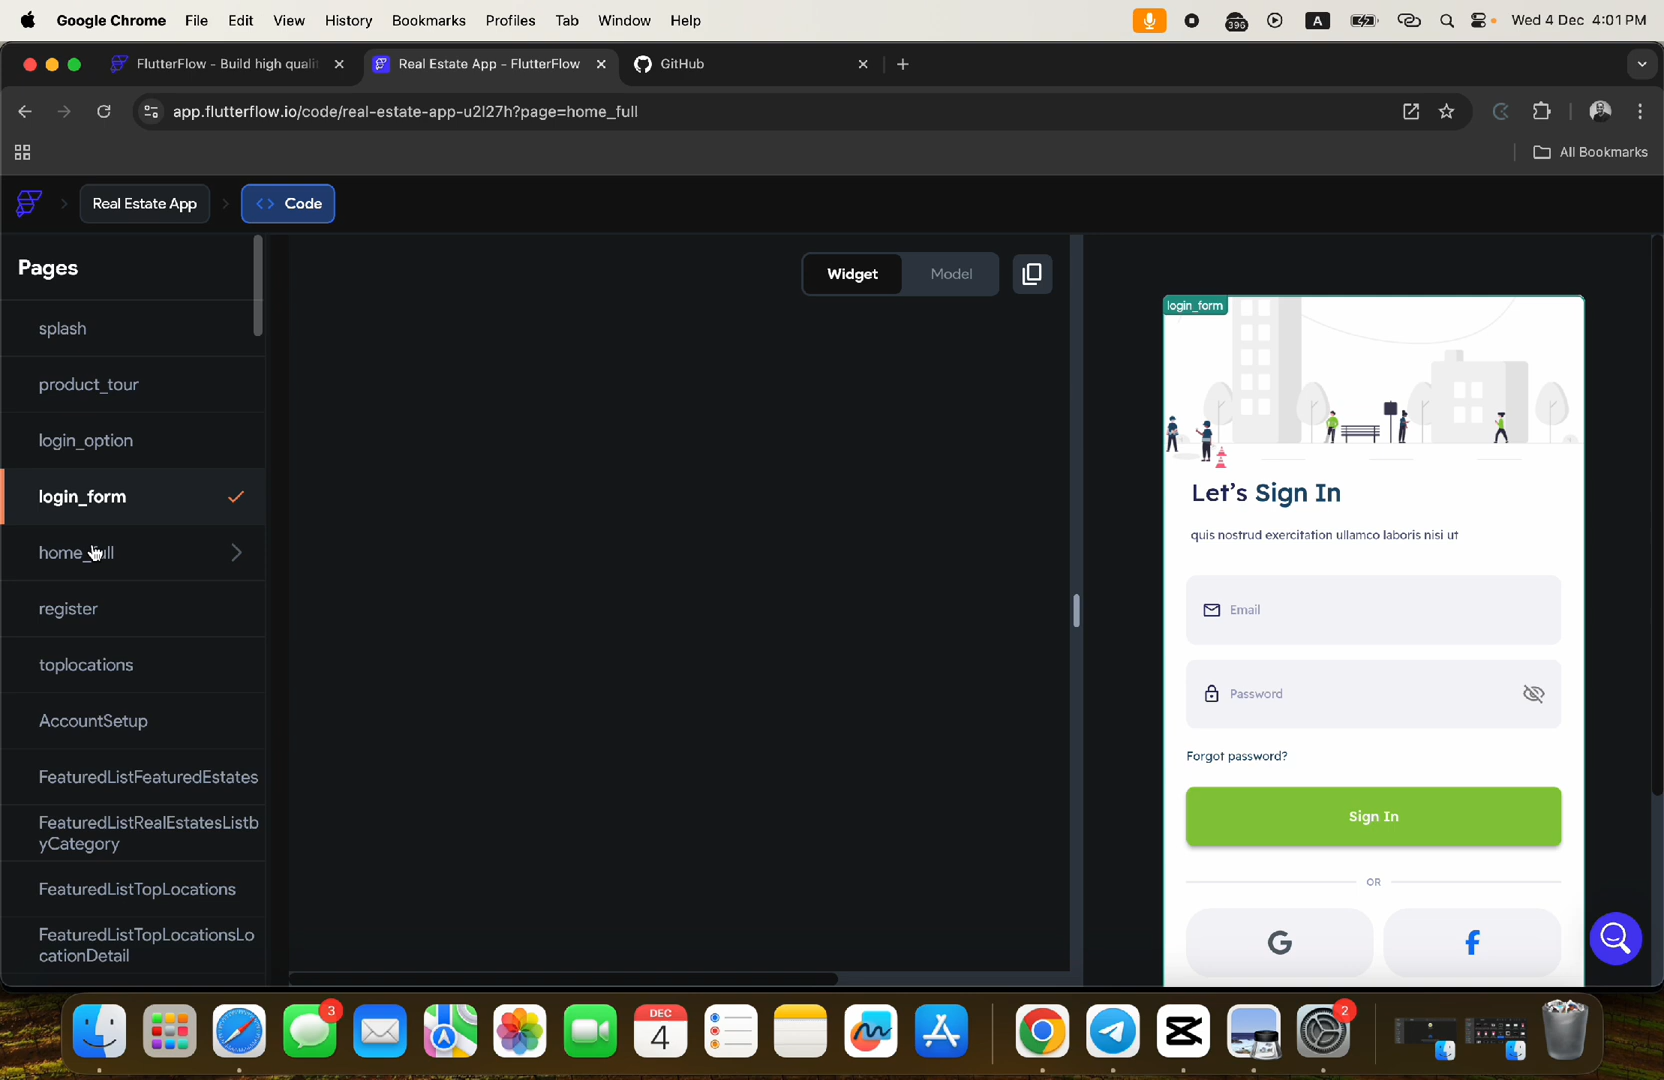 Google Chrome File Edit View History Bookmarks Profiles Tab Window Help 396 A Wed 4 Dec 4:01 PM
FlutterFlow - Build high quali Real Estate App - FlutterFlow GitHub
app.flutterflow.io/code/real-estate-app-u2l27h?page=home_full
All Bookmarks
Real Estate App Code
Pages
Widget Model
splash
product_tour
login_option
login_form
home_full
register
toplocations
AccountSetup
FeaturedListFeaturedEstates
FeaturedListRealEstatesListb
yCategory
FeaturedListTopLocations
FeaturedListTopLocationsLo
cationDetail
login_form
Let's Sign In
quis nostrud exercitation ullamco laboris nisi ut
Email
Password
Forgot password?
Sign In
OR
G f
3 DEC 4 2